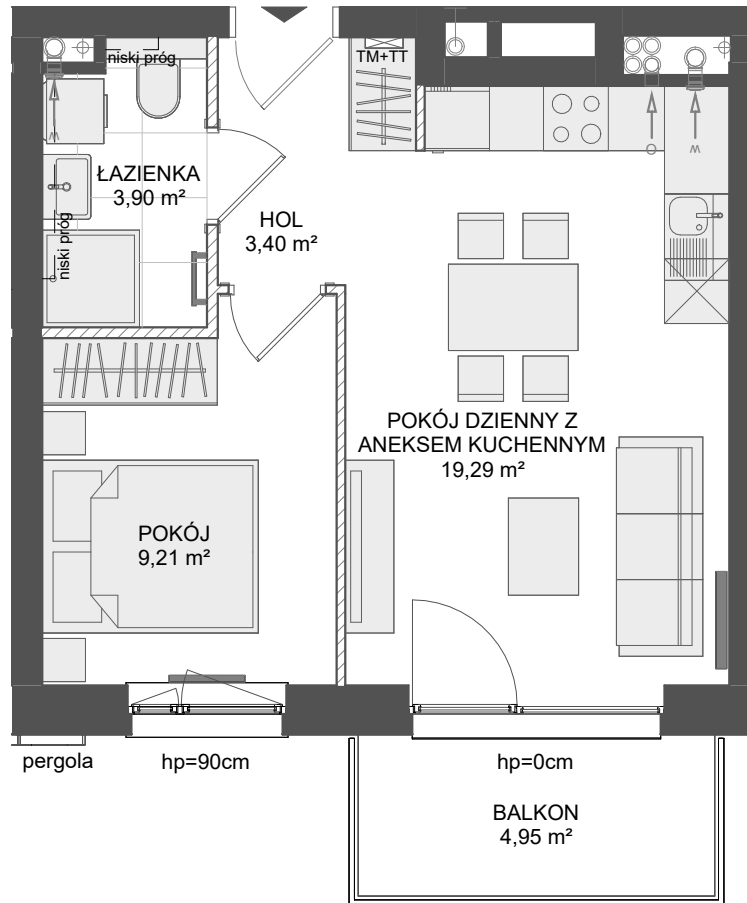 niski próg
TM+TT
ŁAZIENKA
3,90 m²
HOL
3,40 m²
niski próg
W
O
W
POKÓJ DZIENNY Z
ANEKSEM KUCHENNYM
19,29 m²
POKÓJ
9,21 m²
pergola
hp=90cm
hp=0cm
BALKON
4,95 m²